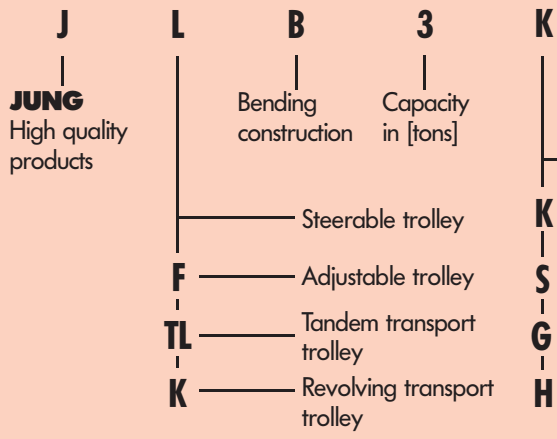 J L B 3 K
JUNG
High quality
products
Bending
construction
Capacity
in [tons]
Steerable trolley
K
F Adjustable trolley
S
TL Tandem transport
trolley
G
K Revolving transport
trolley
H